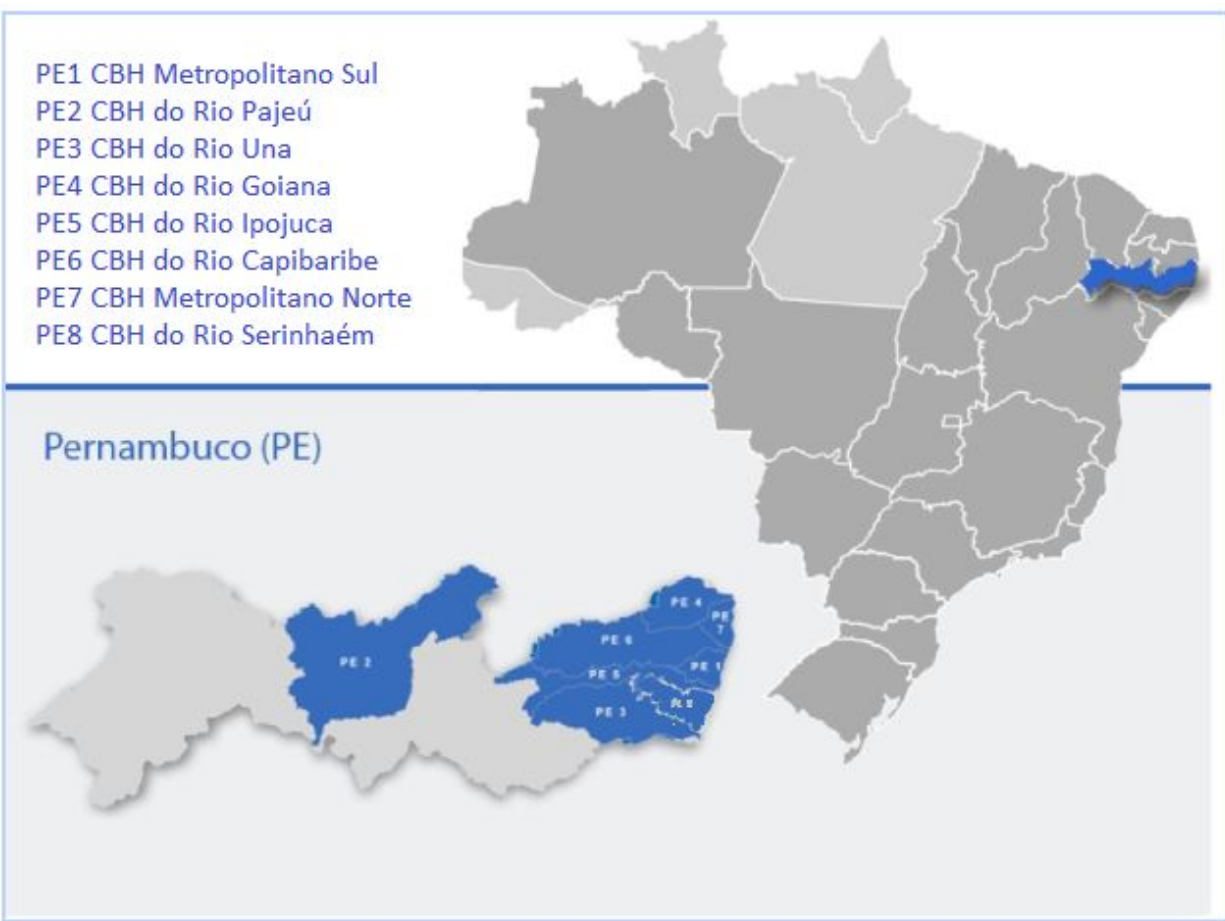 PE1 CBH Metropolitano Sul
PE2 CBH do Rio Pajeú
PE3 CBH do Rio Una
PE4 CBH do Rio Goiana
PE5 CBH do Rio Ipojuca
PE6 CBH do Rio Capibaribe
PE7 CBH Metropolitano Norte
PE8 CBH do Rio Serinhaém
Pernambuco (PE)
PE 4
PE 7
PE 6
PE 2
PE 1
PE 5
PE 3